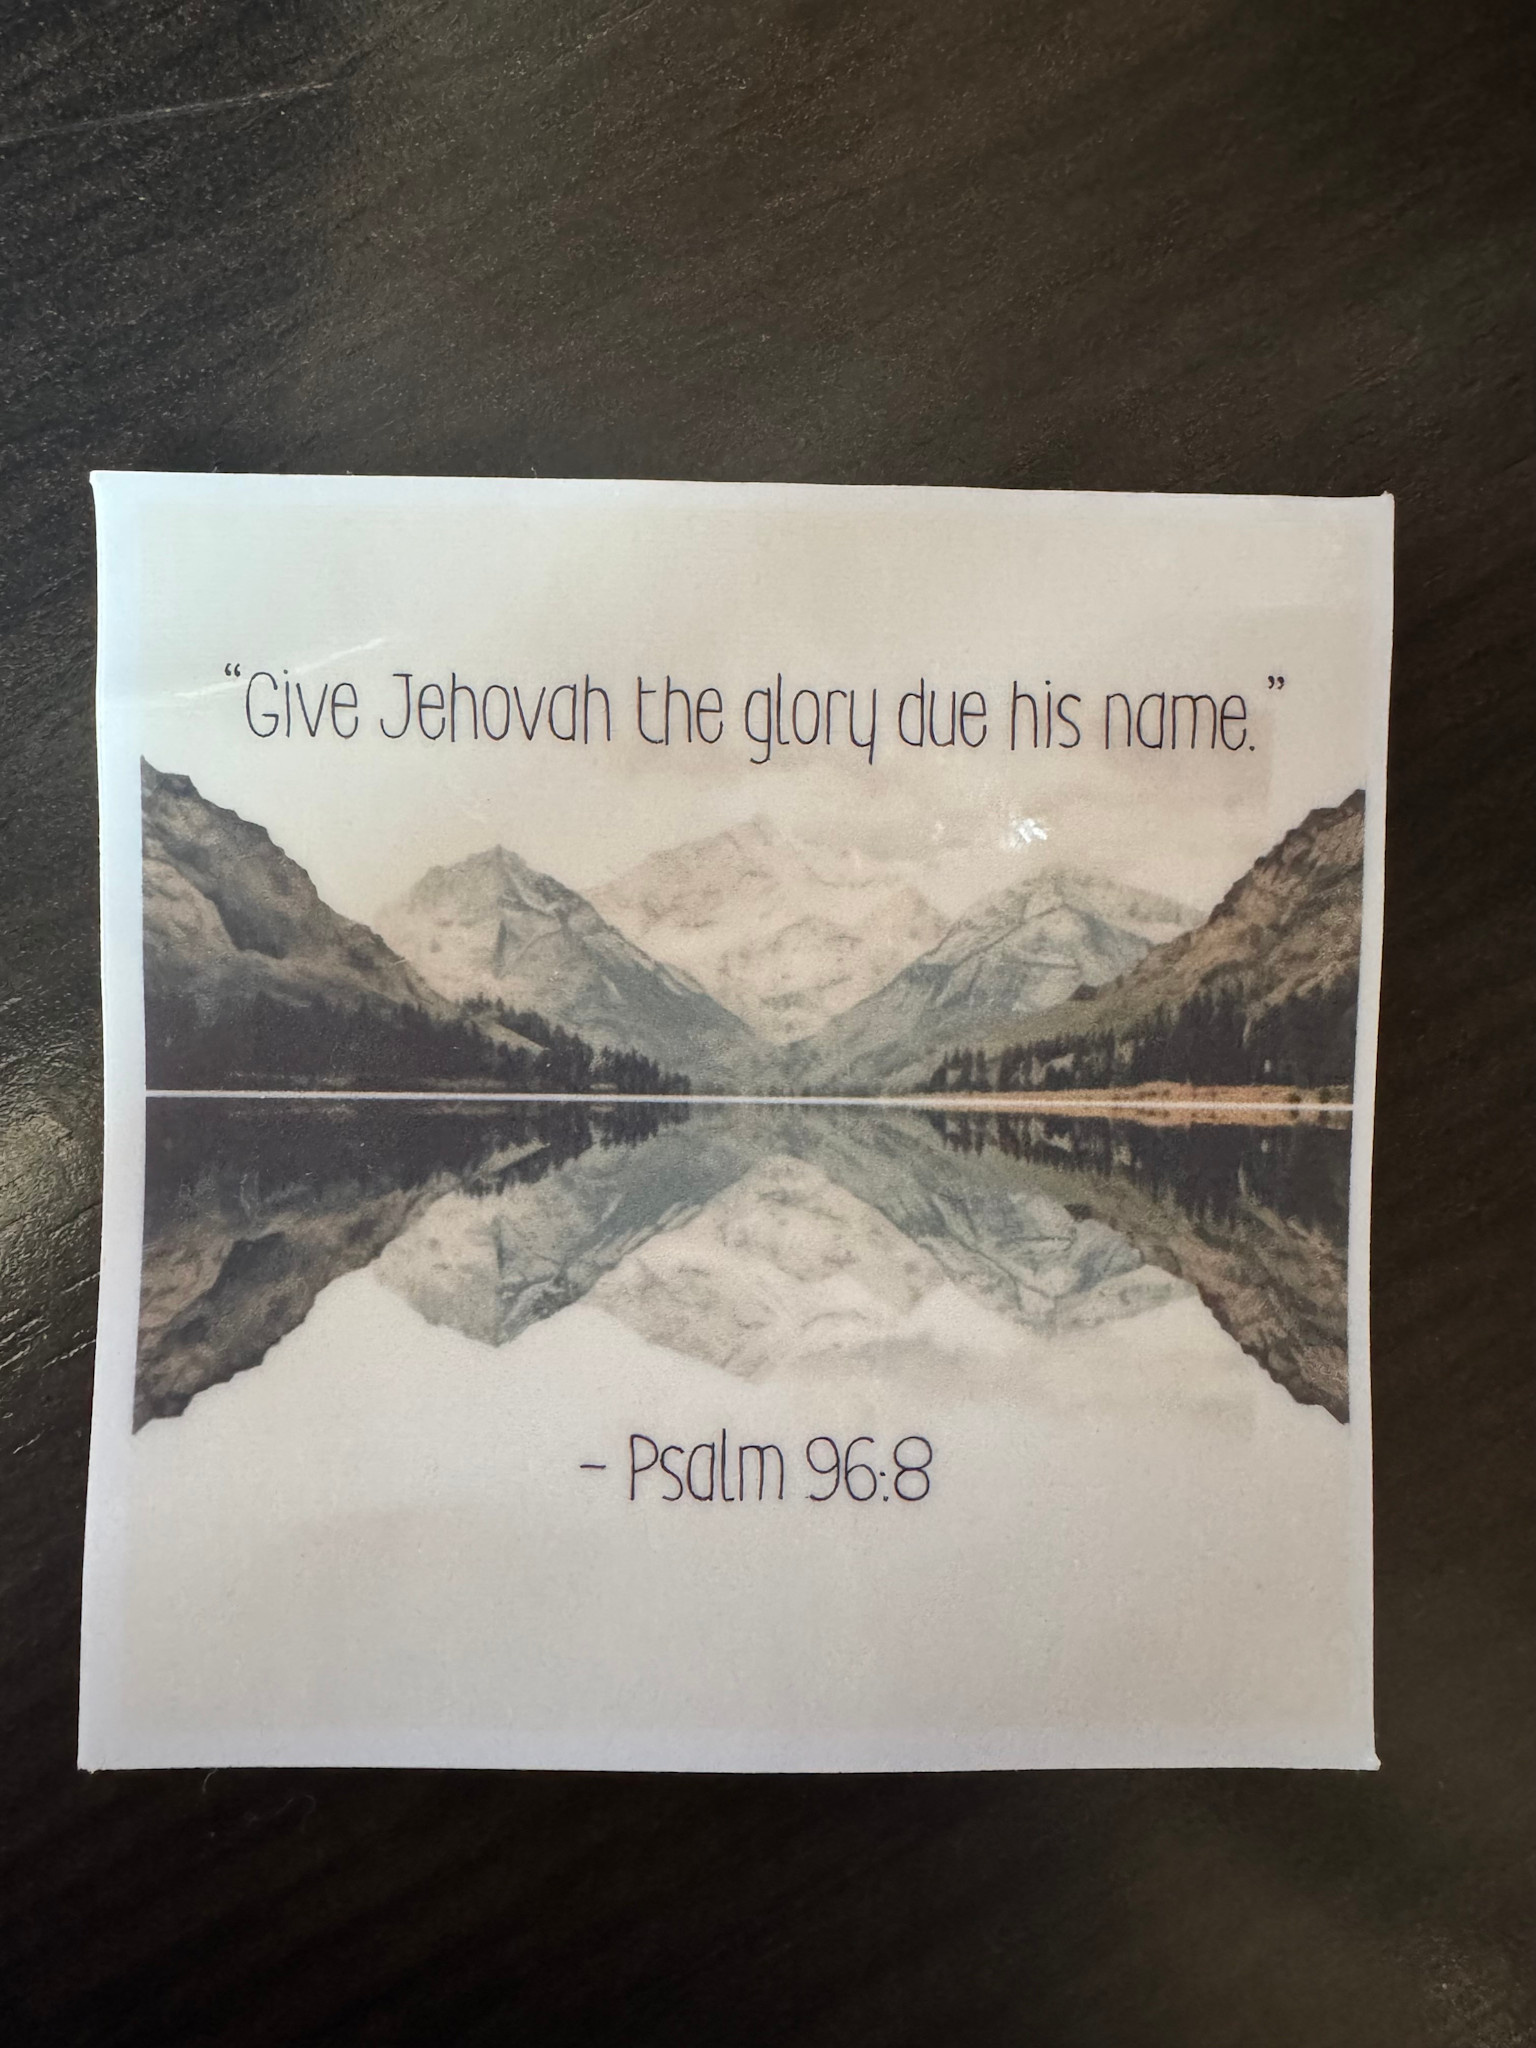 “Give Jehovah the glory due his name.”
- Psalm 96:8